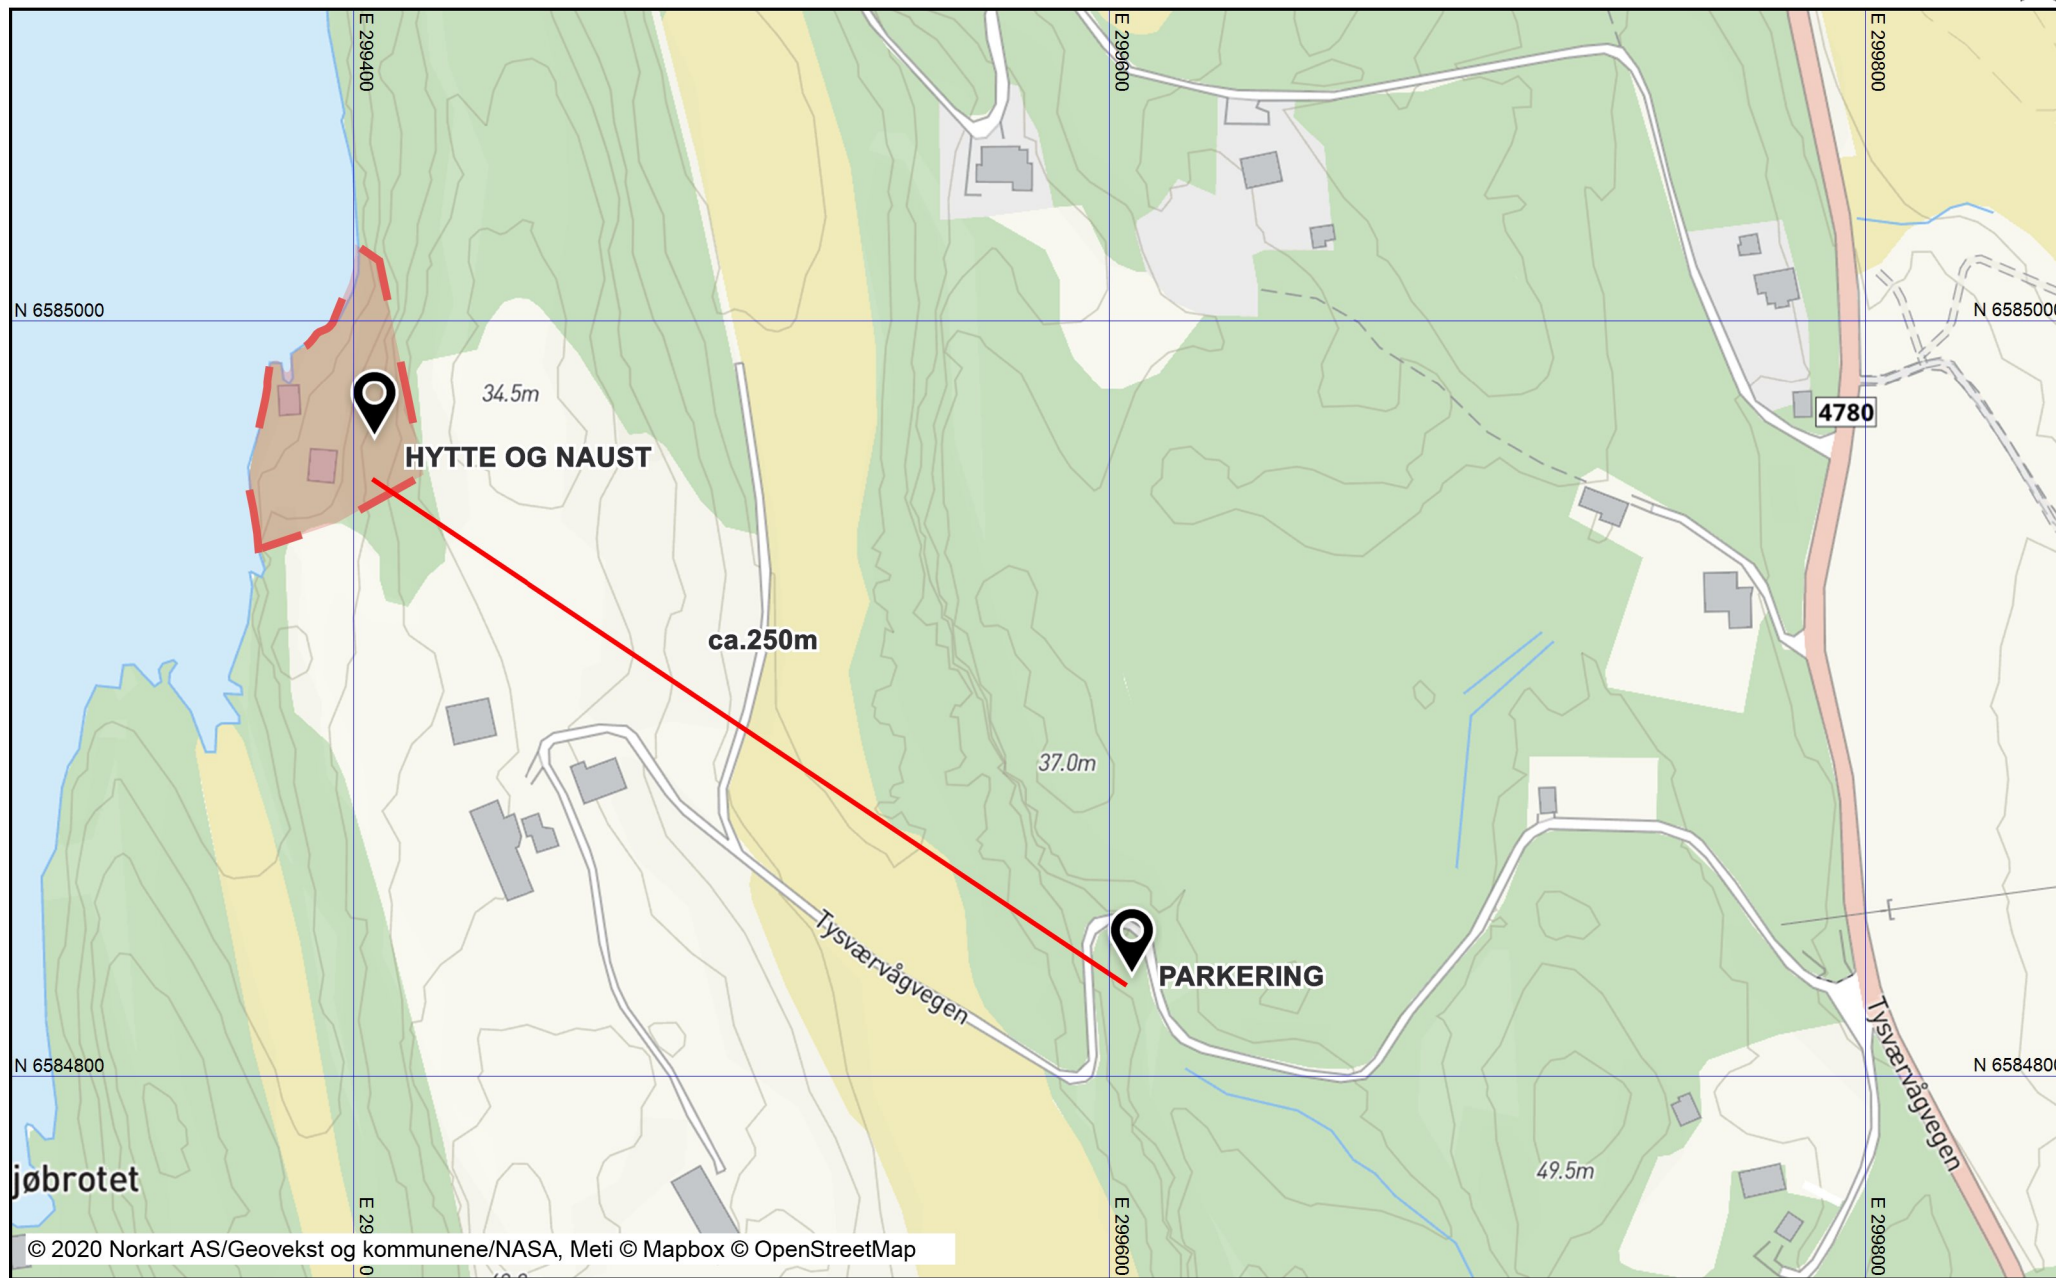 E 299400
E 299600
E 299800
N 6585000
N 6585000
34.5m
4780
HYTTE OG NAUST
ca.250m
37.0m
Tysværvågvegen
PARKERING
N 6584800
N 6584800
Tysværvågvegen
jøbrotet
49.5m
E 299600
E 299800
© 2020 Norkart AS/Geovekst og kommunene/NASA, Meti © Mapbox © OpenStreetMap